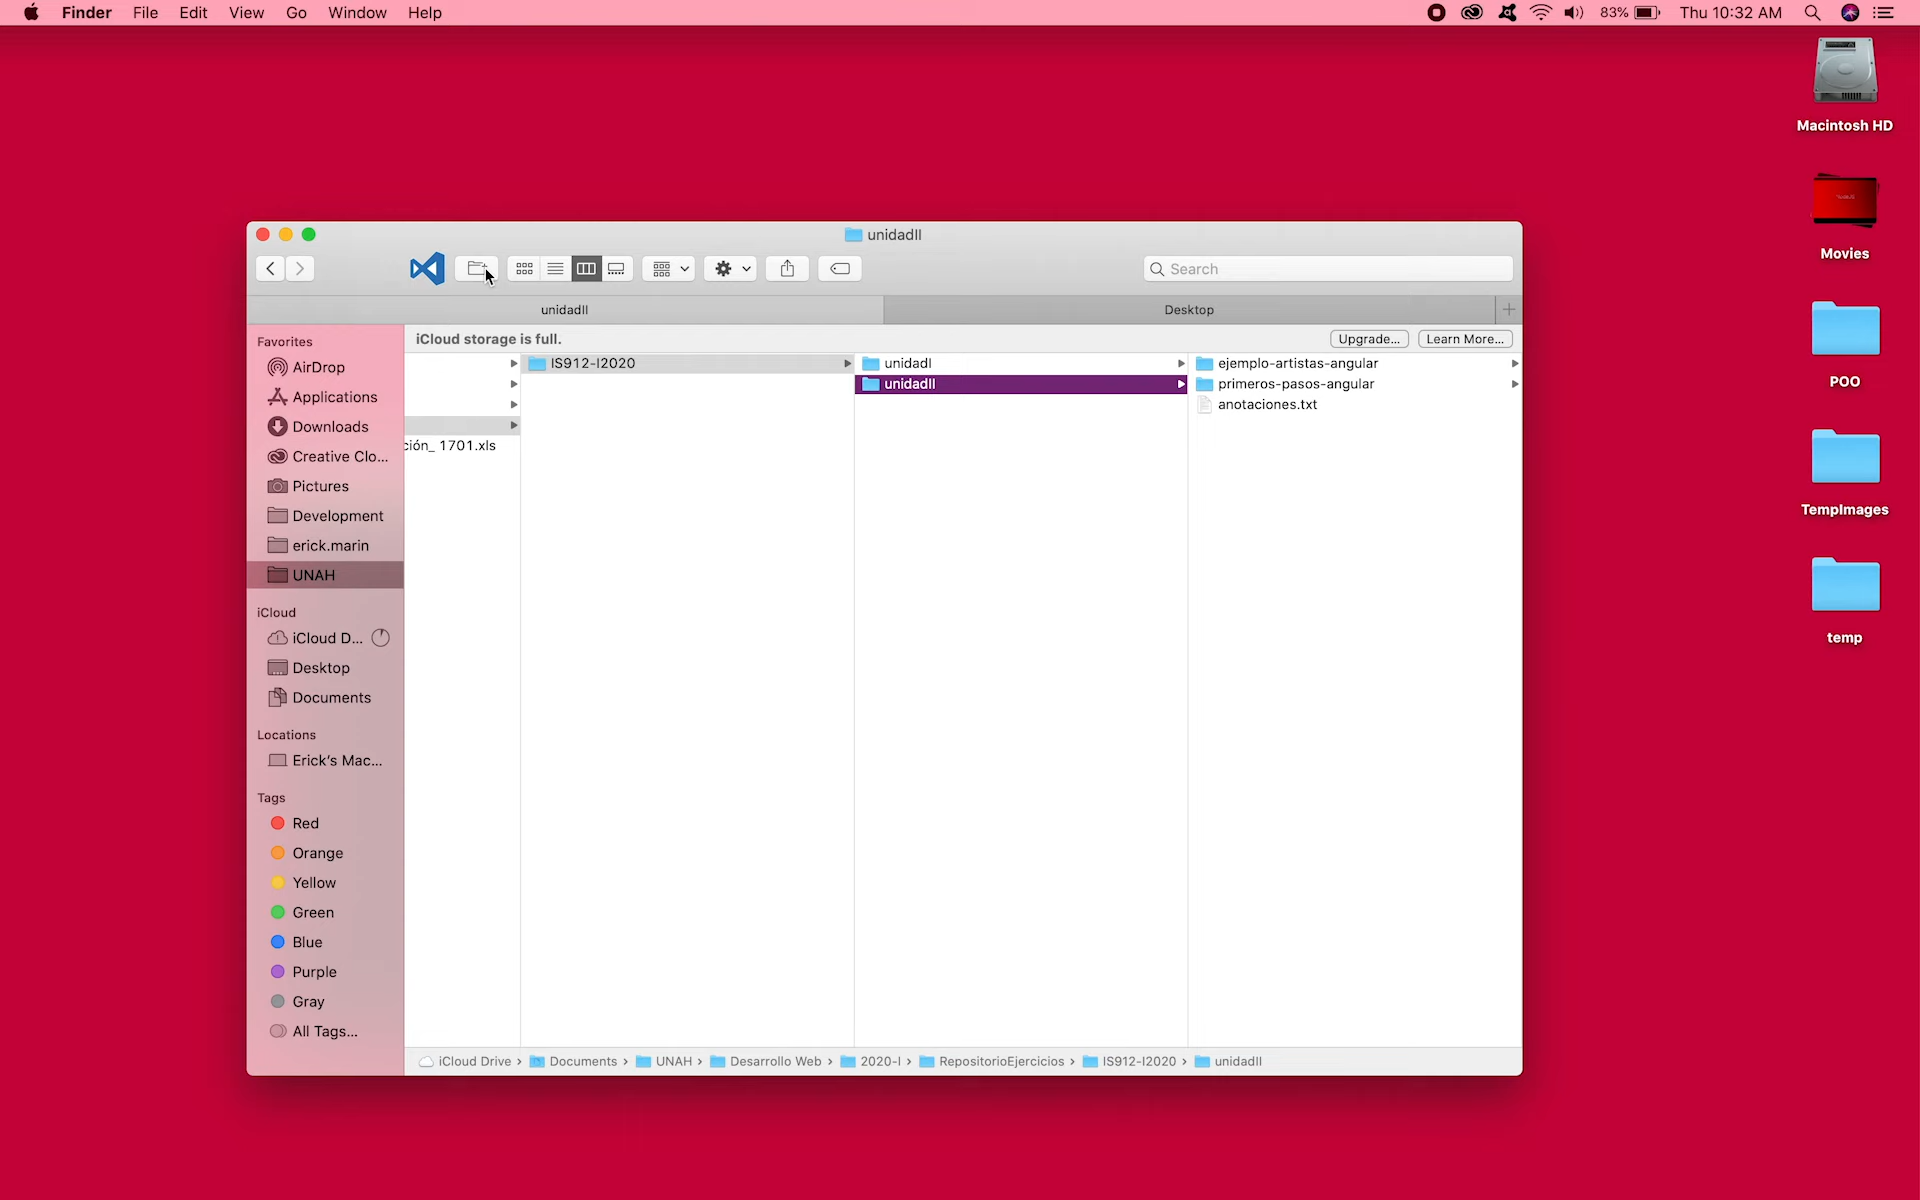 Finder File Edit View Go Window Help
83% Thu 10:32 AM
Macintosh HD
Movies
POO
TempImages
temp
unidadII
Search
unidadII
Desktop
iCloud storage is full.
Upgrade...
Learn More...
Favorites
AirDrop
Applications
Downloads
Creative Clo...
Pictures
Development
erick.marin
UNAH
iCloud
iCloud D...
Desktop
Documents
Locations
Erick's Mac...
Tags
Red
Orange
Yellow
Green
Blue
Purple
Gray
All Tags...
ción_ 1701.xls
IS912-I2020
unidadI
unidadII
ejemplo-artistas-angular
primeros-pasos-angular
anotaciones.txt
iCloud Drive › Documents › UNAH › Desarrollo Web › 2020-I › RepositorioEjercicios › IS912-I2020 › unidadII